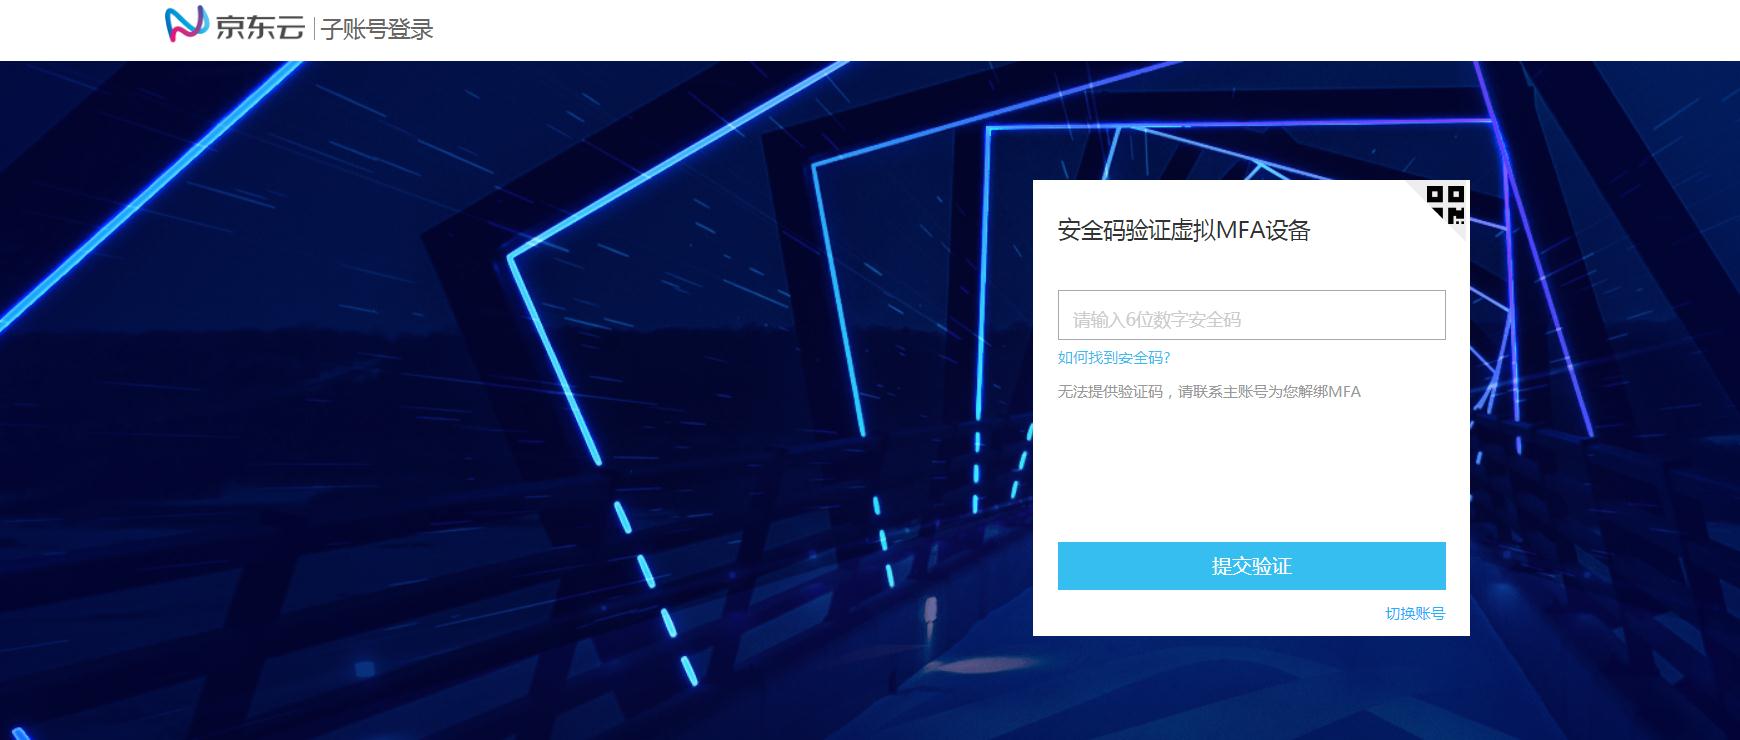 京东云 | 子账号登录
安全码验证虚拟MFA设备
请输入6位数字安全码
如何找到安全码?
无法提供验证码，请联系主账号为您解绑MFA
提交验证
切换账号